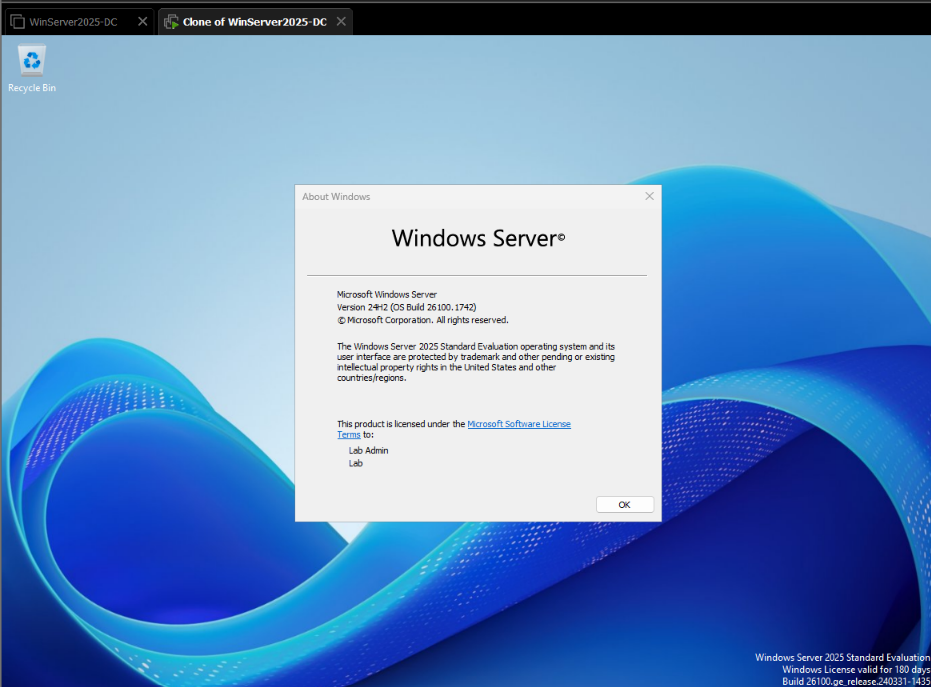 WinServer2025-DC
Clone of WinServer2025-DC
Recycle Bin
About Windows
Windows Server©
Microsoft Windows Server
Version 24H2 (OS Build 26100.1742)
© Microsoft Corporation. All rights reserved.
The Windows Server 2025 Standard Evaluation operating system and its
user interface are protected by trademark and other pending or existing
intellectual property rights in the United States and other
countries/regions.
This product is licensed under the Microsoft Software License
Terms to:
Lab Admin
Lab
OK
Windows Server 2025 Standard Evaluation
Windows License valid for 180 days
Build 26100.ge_release.240331-1435